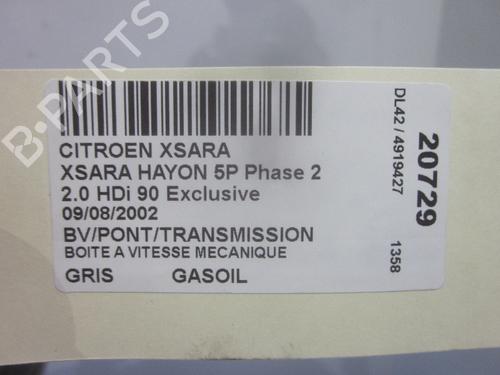 B-PARTS
CITROEN XSARA
XSARA HAYON 5P Phase 2
2.0 HDi 90 Exclusive
09/08/2002
BV/PONT/TRANSMISSION
BOITE A VITESSE MECANIQUE
GRIS GASOIL
DL42 / 4919427
1358
20729